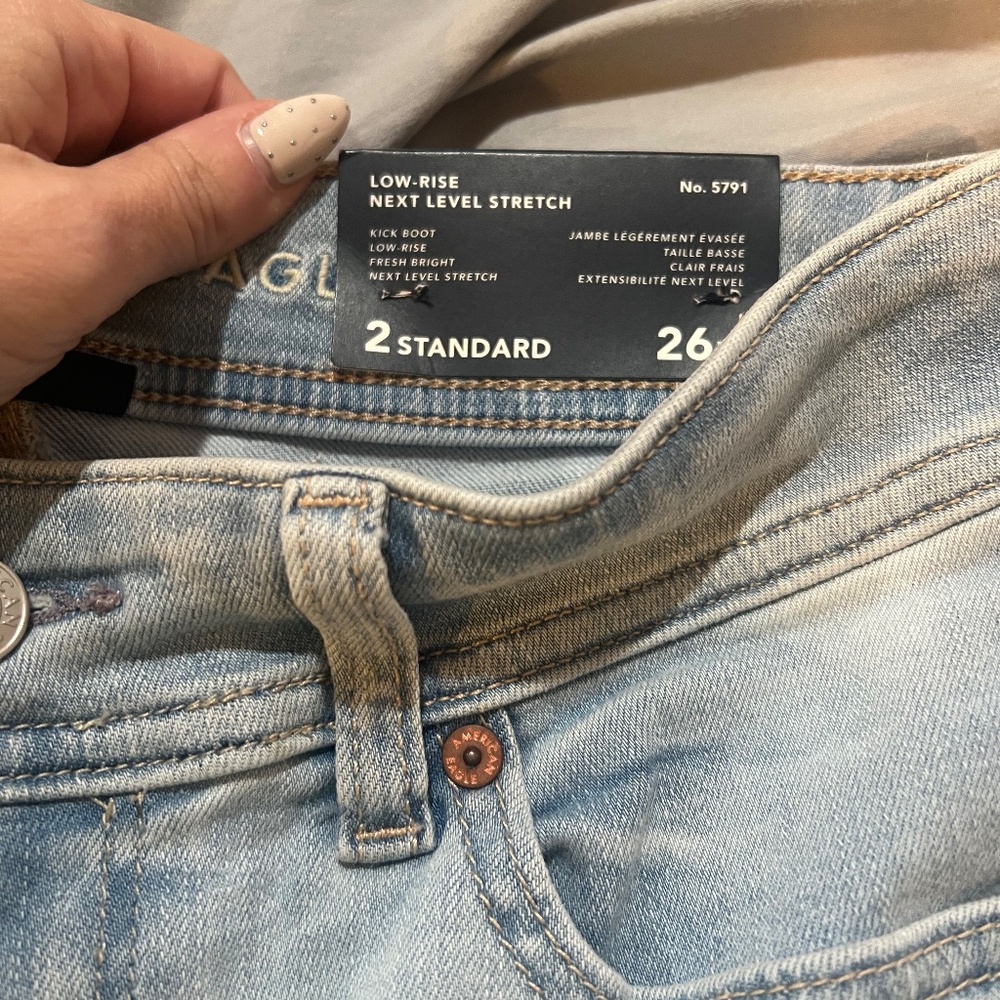 LOW-RISE
NEXT LEVEL STRETCH
No. 5791
KICK BOOT
LOW-RISE
FRESH BRIGHT
NEXT LEVEL STRETCH
JAMBE LÉGÉREMENT ÉVASÉE
TAILLE BASSE
CLAIR FRAIS
EXTENSIBILITÉ NEXT LEVEL
2 STANDARD
26
AMERICAN
EAGLE